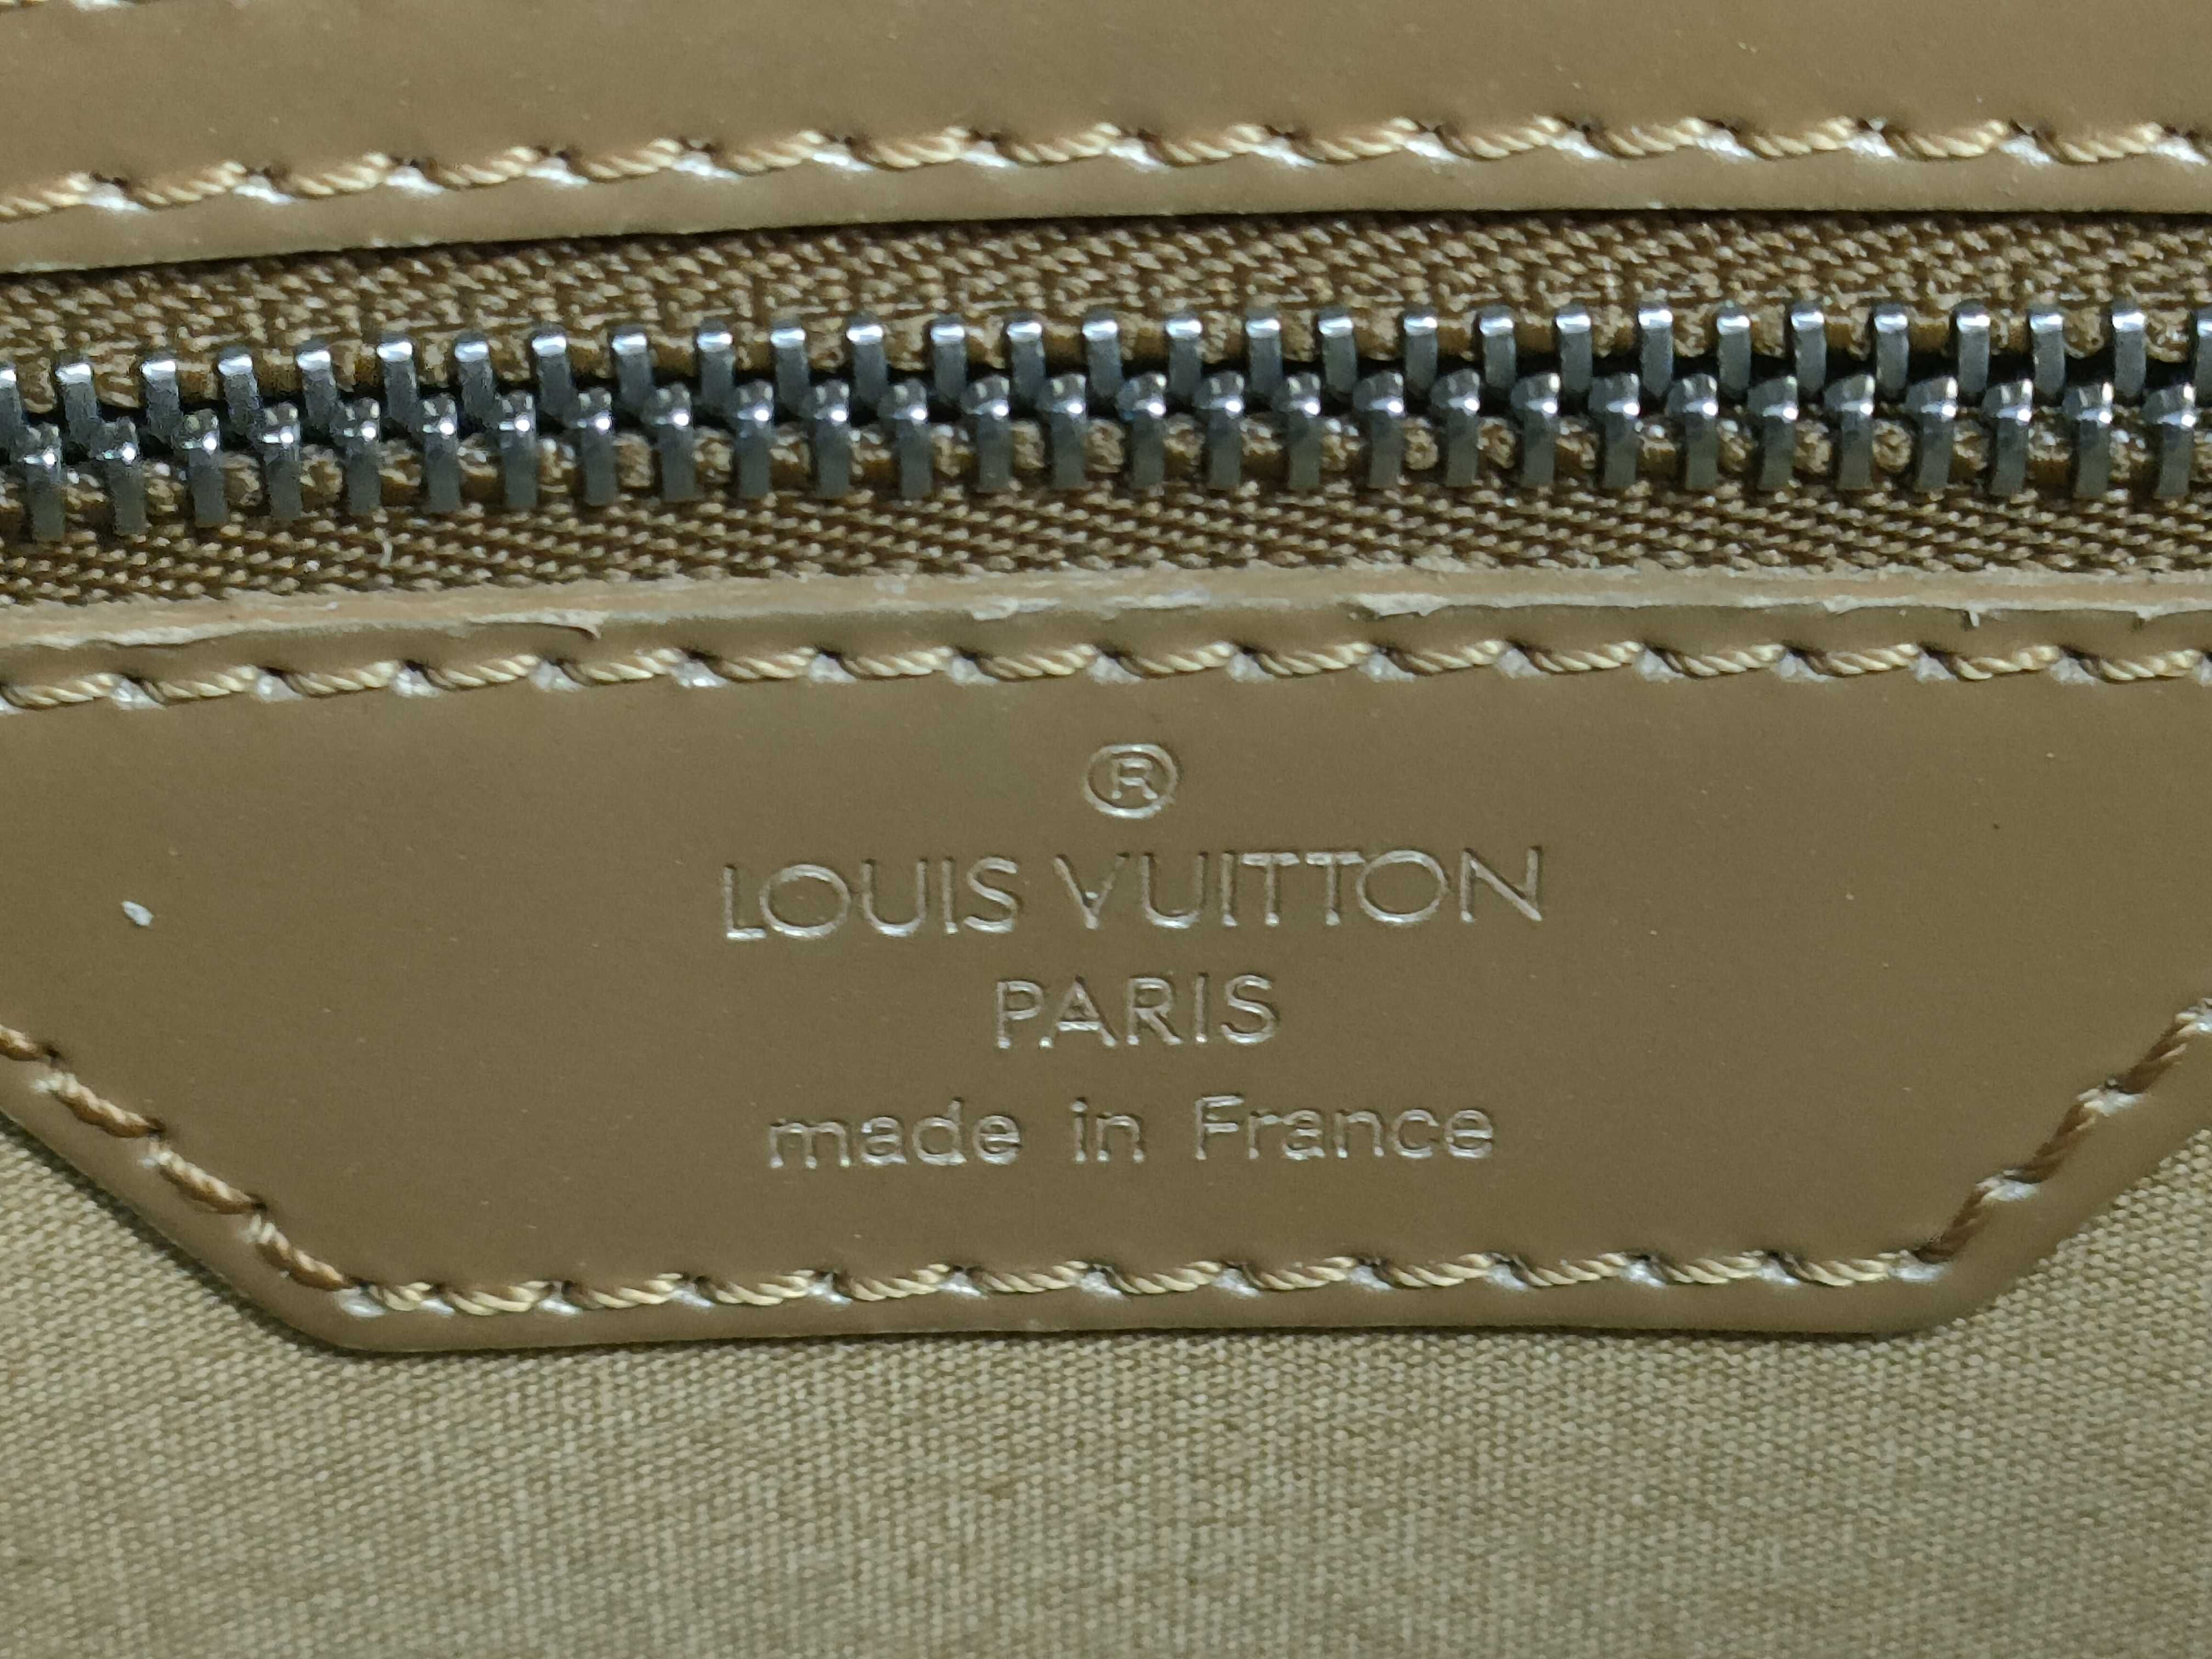 ®
LOUIS VUITTON
PARIS
made in France